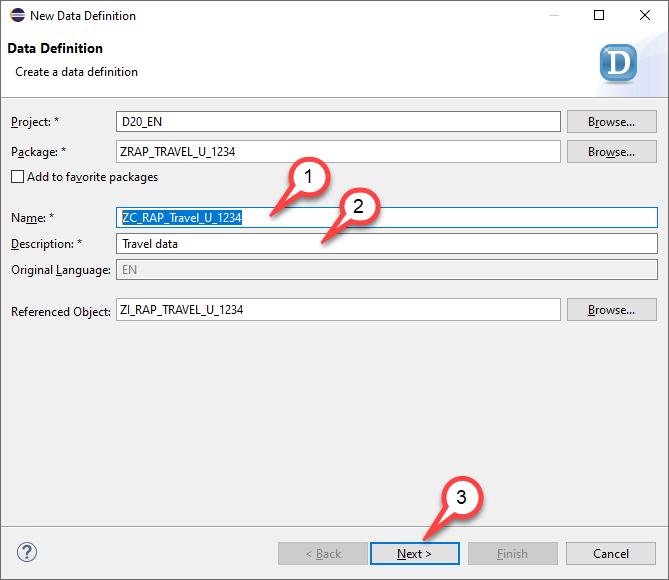 New Data Definition
Data Definition
Create a data definition
D
Project: * D20_EN Browse...
Package: * ZRAP_TRAVEL_U_1234 Browse...
Add to favorite packages
1
Name: * ZC_RAP_Travel_U_1234
2
Description: * Travel data
Original Language: EN
Referenced Object: ZI_RAP_TRAVEL_U_1234 Browse...
3
? < Back Next > Finish Cancel